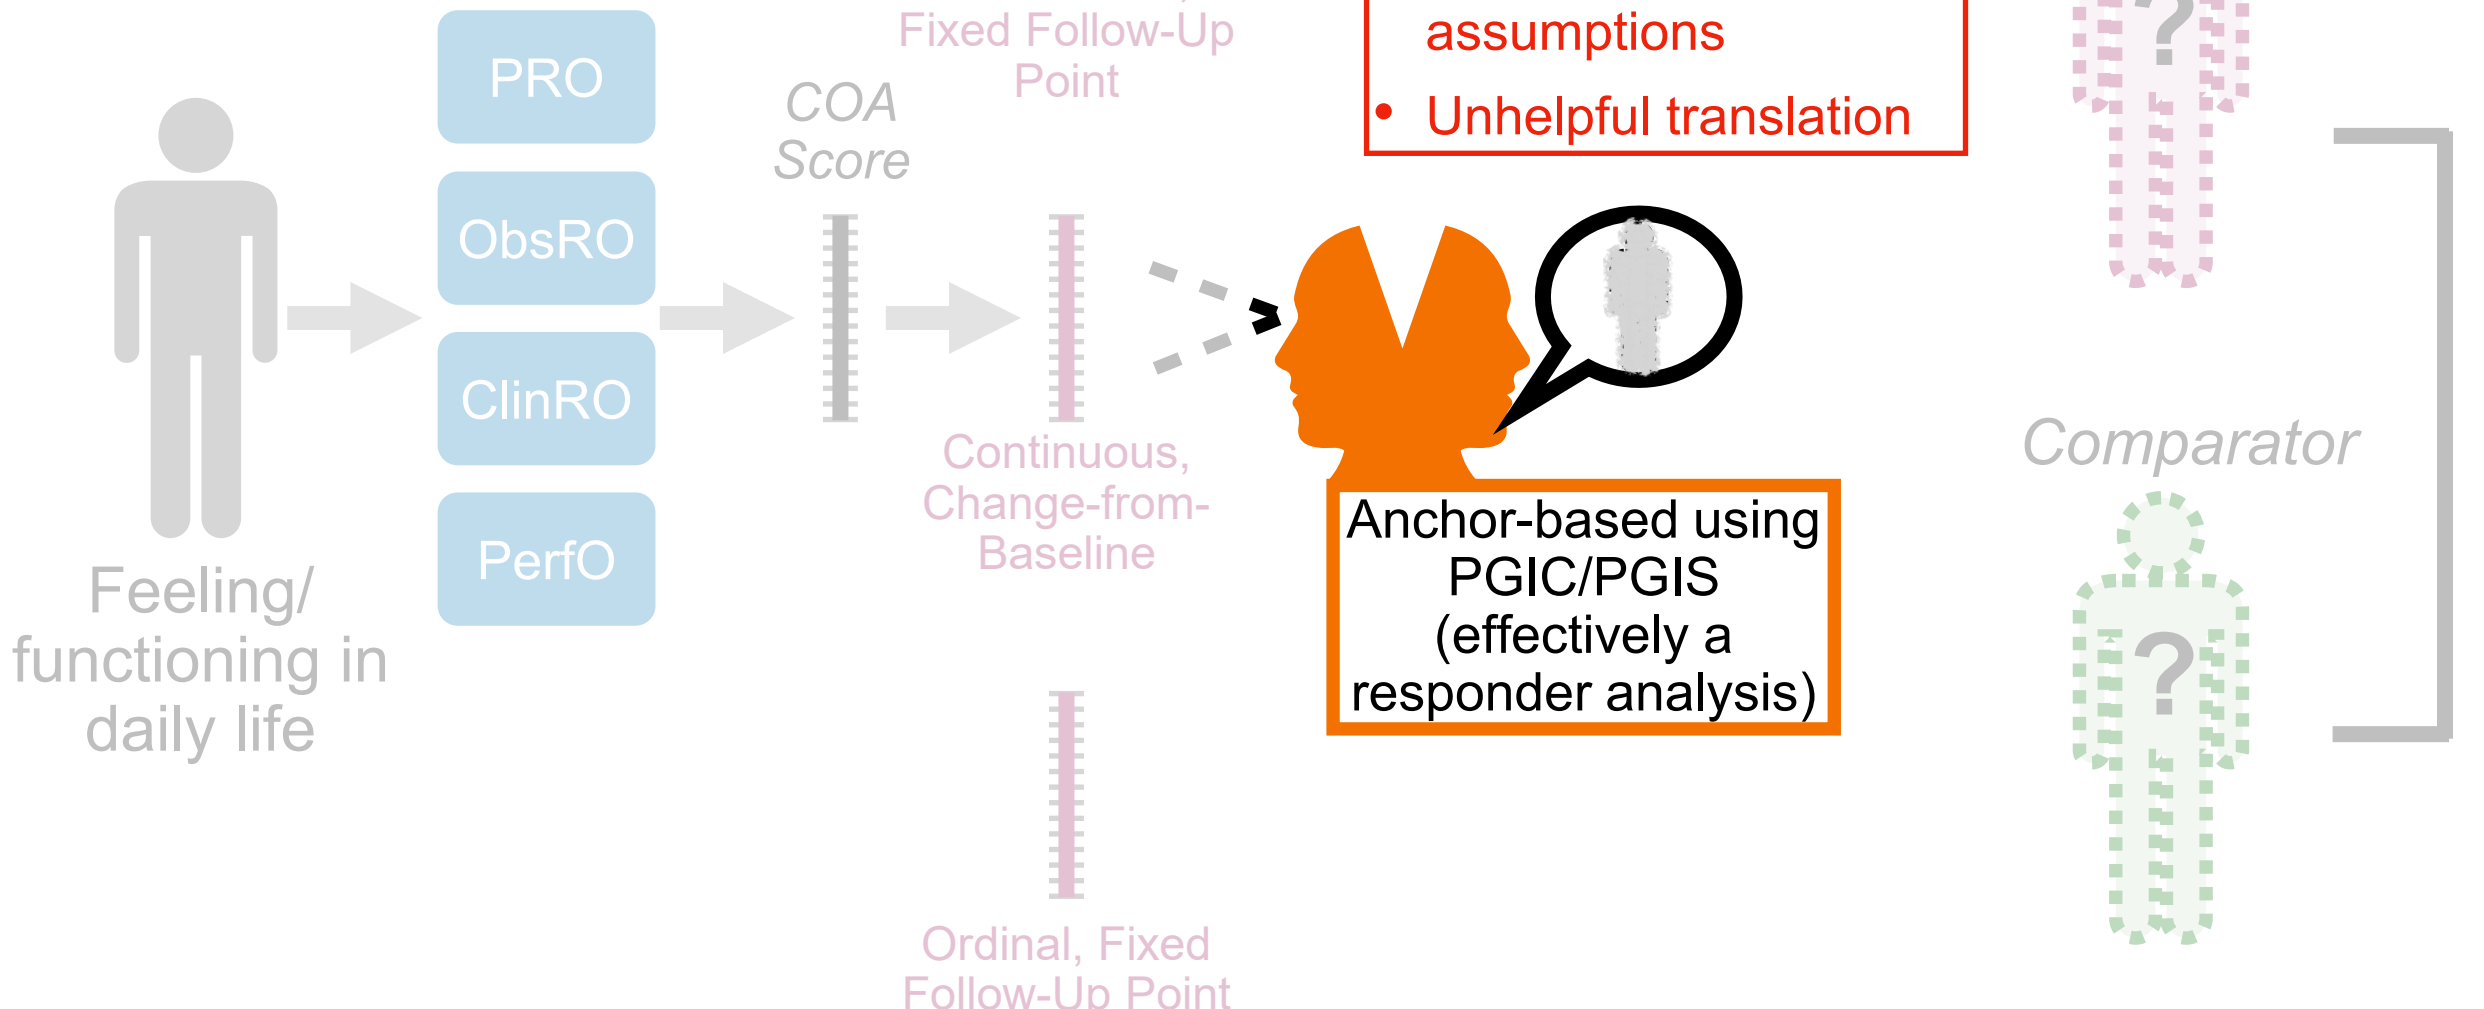 Fixed Follow-Up
Point
assumptions
• Unhelpful translation
PRO
ObsRO
ClinRO
PerfO
COA
Score
Feeling/
functioning in
daily life
Continuous,
Change-from-
Baseline
Ordinal, Fixed
Follow-Up Point
Anchor-based using
PGIC/PGIS
(effectively a
responder analysis)
?
Comparator
?